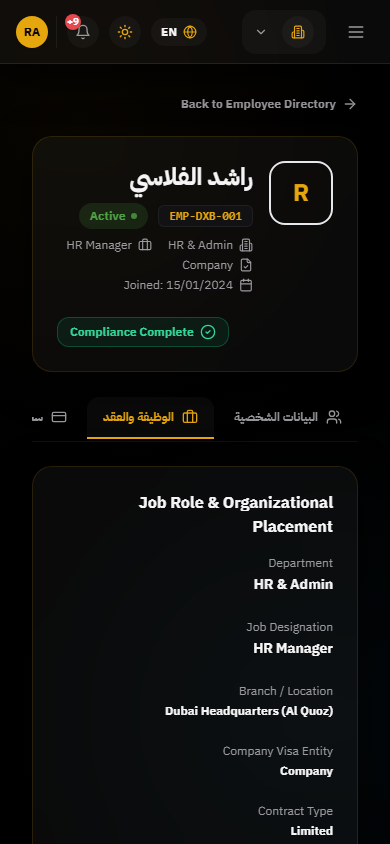 RA
+9
EN
Back to Employee Directory
راشد الفلاسي
R
EMP-DXB-001
Active
HR & Admin
HR Manager
Company
Joined: 15/01/2024
Compliance Complete
البيانات الشخصية
الوظيفة والعقد
Job Role & Organizational
Placement
Department
HR & Admin
Job Designation
HR Manager
Branch / Location
Dubai Headquarters (Al Quoz)
Company Visa Entity
Company
Contract Type
Limited